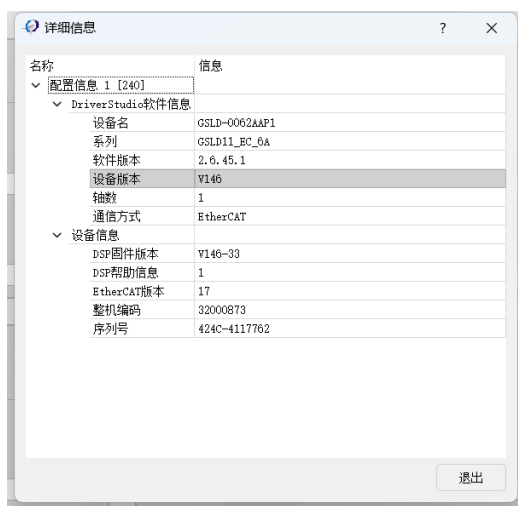 详细信息
?
名称 信息
配置信息 1 [240]
DriverStudio软件信息
设备名 GSLD-0062AAP1
系列 GSLD11_EC_6A
软件版本 2.6.45.1
设备版本 V146
轴数 1
通信方式 EtherCAT
设备信息
DSP固件版本 V146-33
DSP帮助信息 1
EtherCAT版本 17
整机编码 32000873
序列号 424C-4117762
退出